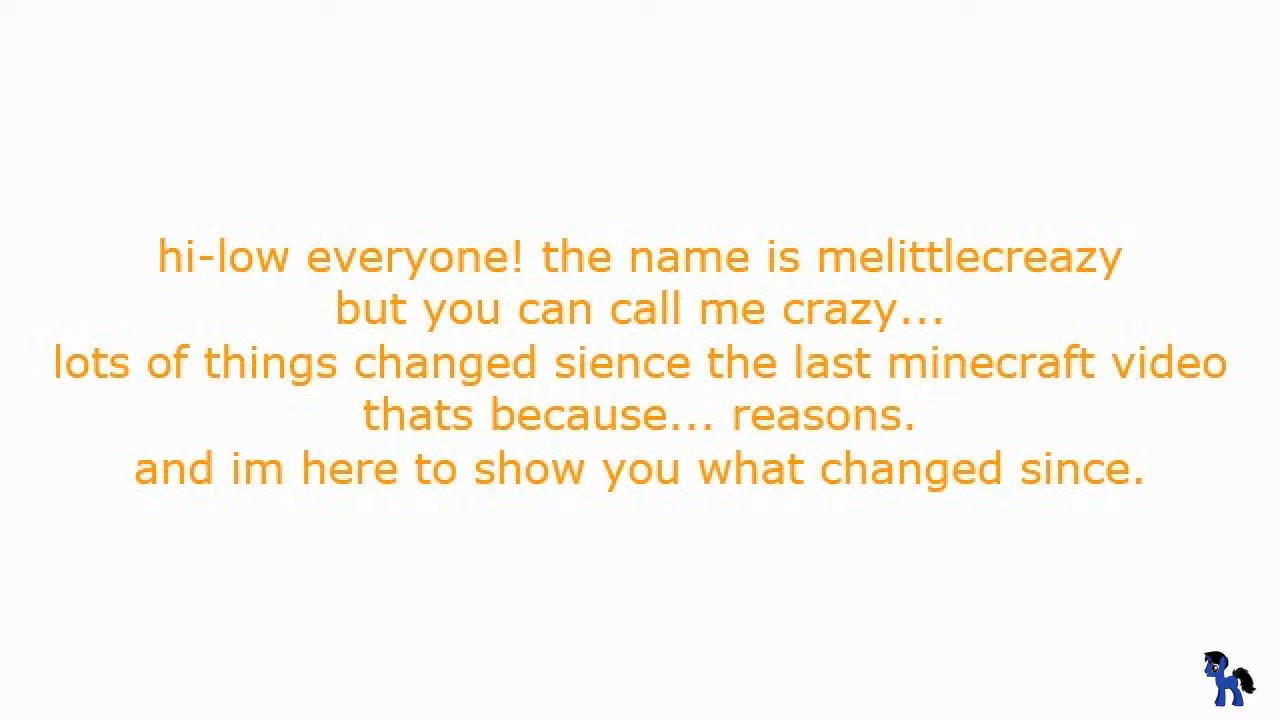 hi-low everyone! the name is melittlecreazy
but you can call me crazy...
lots of things changed sience the last minecraft video
thats because... reasons.
and im here to show you what changed since.